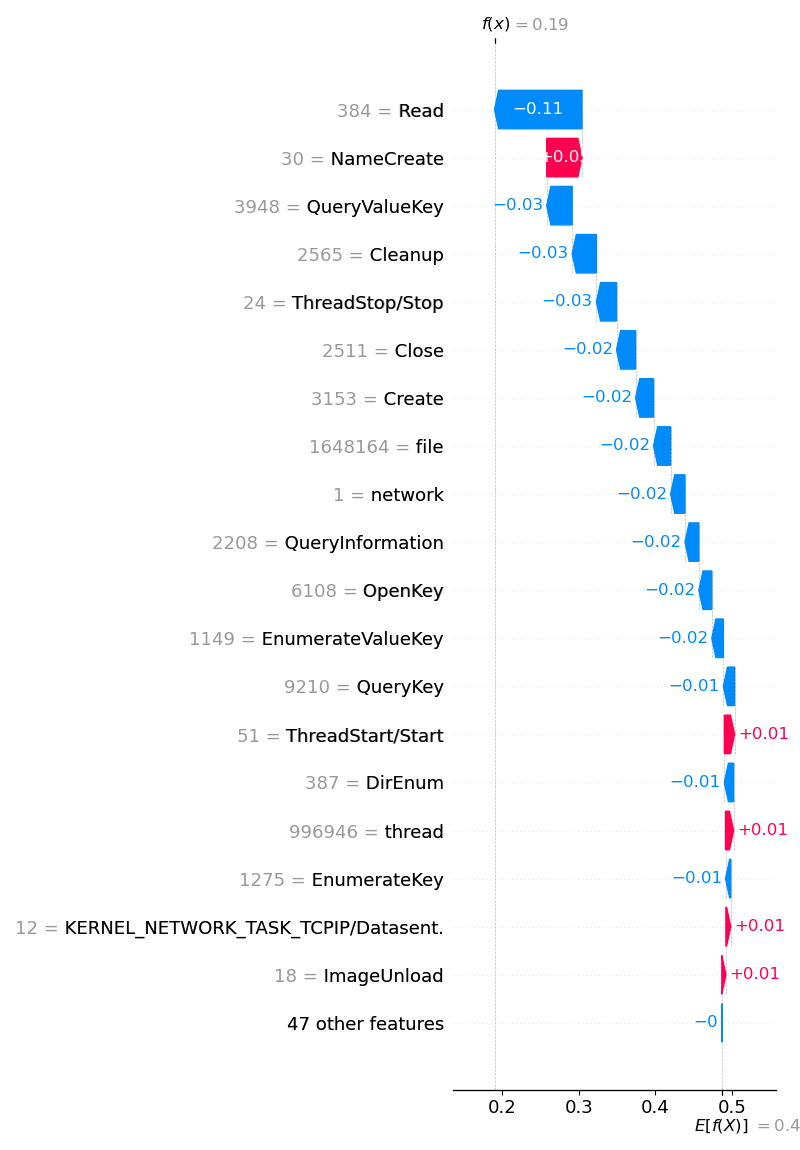 f(x) = 0.19
384 = Read −0.11
30 = NameCreate
3948 = QueryValueKey −0.03
2565 = Cleanup −0.03
24 = ThreadStop/Stop −0.03
2511 = Close −0.02
3153 = Create −0.02
1648164 = file −0.02
1 = network −0.02
2208 = QueryInformation −0.02
6108 = OpenKey −0.02
1149 = EnumerateValueKey −0.02
9210 = QueryKey −0.01
51 = ThreadStart/Start +0.01
387 = DirEnum −0.01
996946 = thread +0.01
1275 = EnumerateKey −0.01
12 = KERNEL_NETWORK_TASK_TCPIP/Datasent. +0.01
18 = ImageUnload +0.01
47 other features −0
0.2 0.3 0.4 0.5
E[f(X)] = 0.4